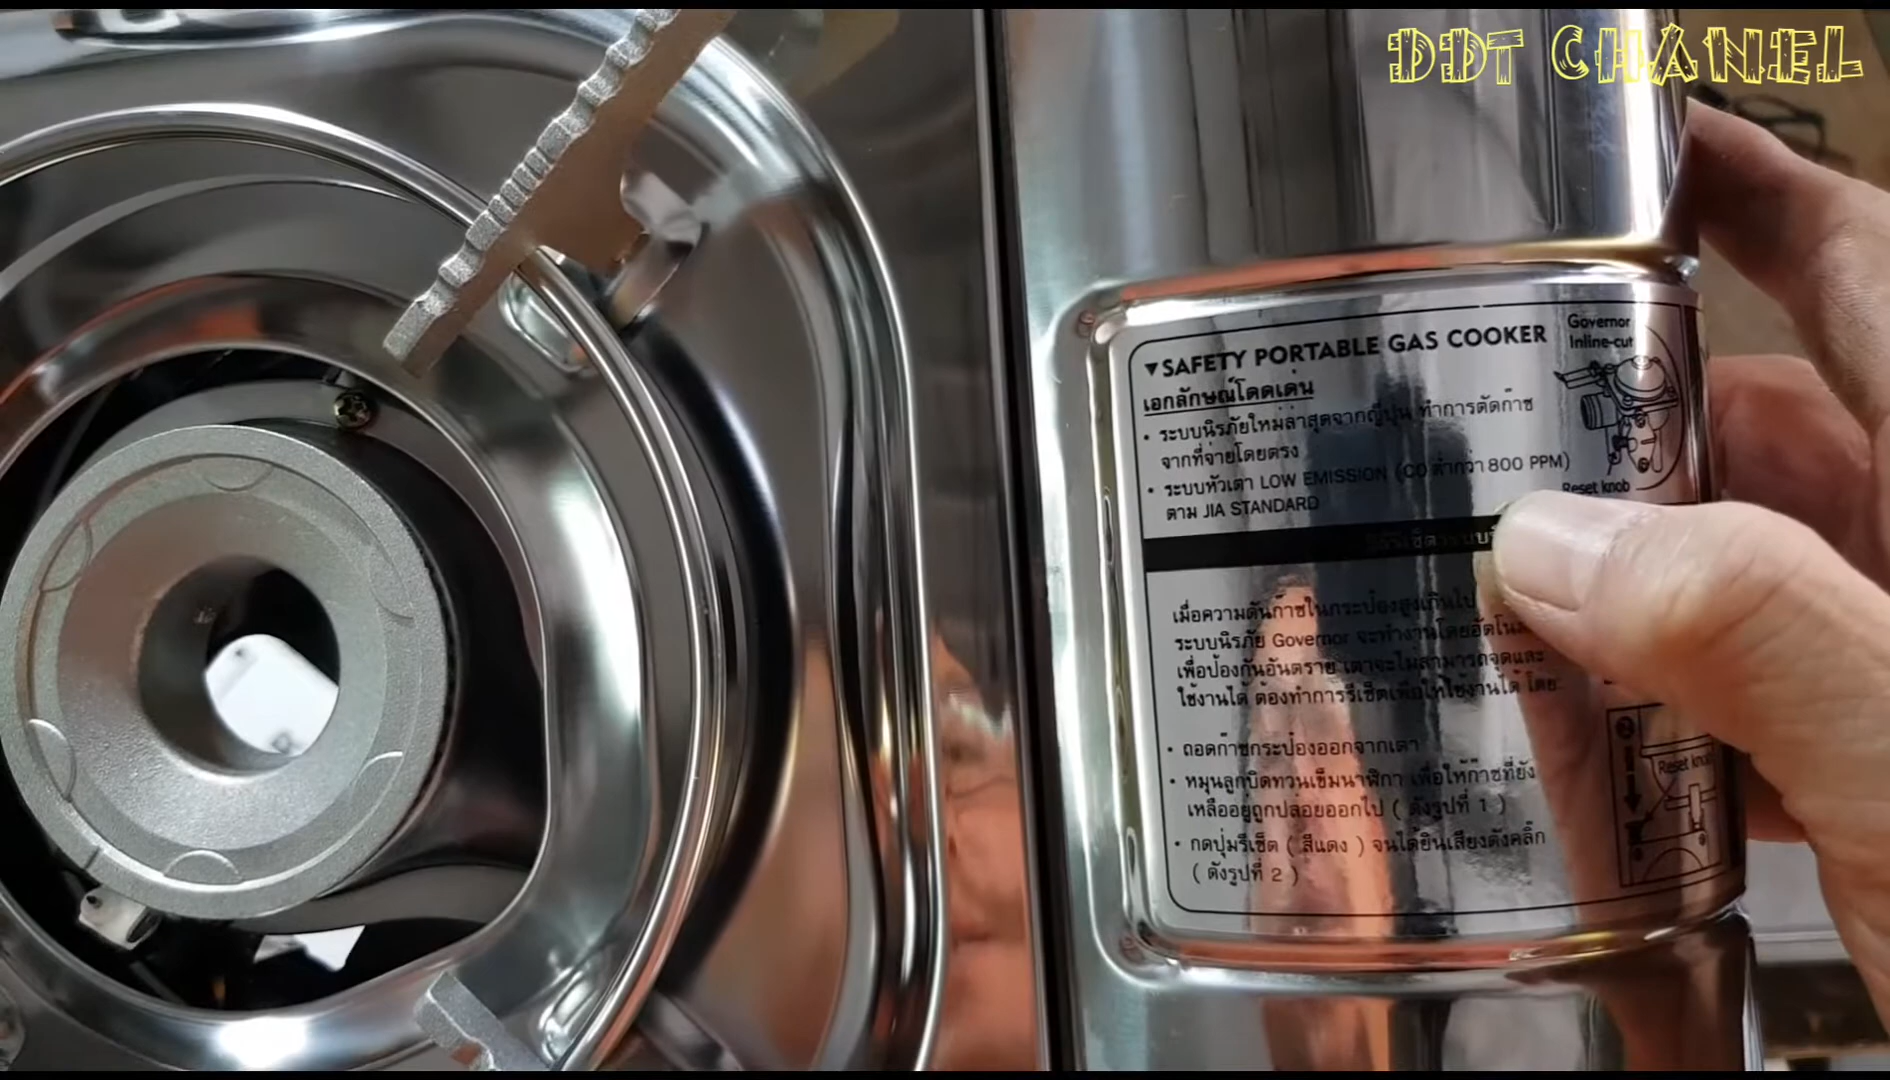 DDT CHANEL
▼SAFETY PORTABLE GAS COOKER
Governor
Inline-cut
เอกลักษณ์โดดเด่น
• ระบบนิรภัยใหม่ล่าสุดจากญี่ปุ่น ทำการตัดก๊าซ
จากที่จ่ายโดยตรง
• ระบบหัวเตา LOW EMISSION (CO ต่ำกว่า 800 PPM)
ตาม JIA STANDARD
Reset knob
เมื่อความดันก๊าซในกระป๋องสูงเกินไป
ระบบนิรภัย Governor จะทำงานโดยอัตโน
เพื่อป้องกันอันตราย เตาจะไม่สามารถจุดและ
ใช้งานได้ ต้องทำการรีเซ็ตเพื่อให้ใช้งานได้ โดย:
• ถอดก๊าซกระป๋องออกจากเตา
• หมุนลูกบิดทวนเข็มนาฬิกา เพื่อให้ก๊าซที่ยัง
เหลืออยู่ถูกปล่อยออกไป ( ดังรูปที่ 1 )
• กดปุ่มรีเซ็ต ( สีแดง ) จนได้ยินเสียงดังคลิ๊ก
( ดังรูปที่ 2 )
Reset knob